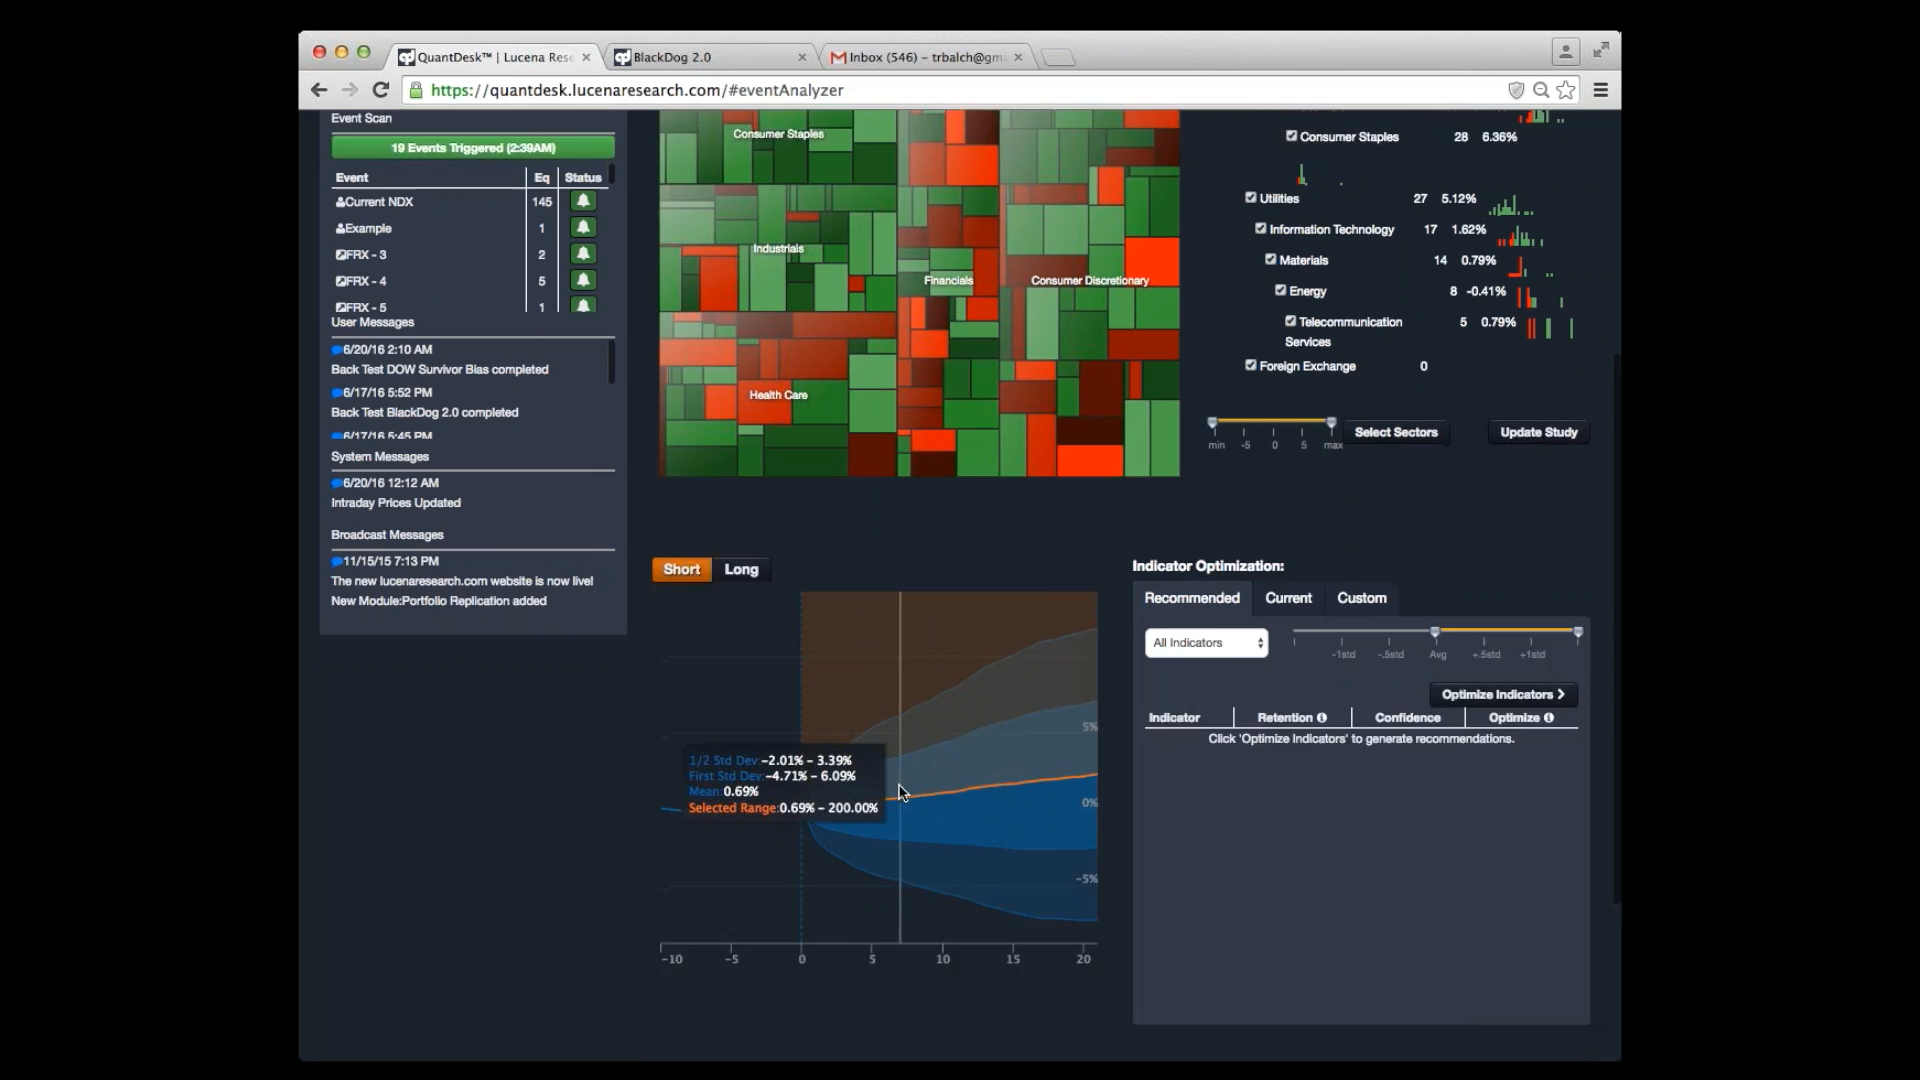 QuantDesk™ | Lucena Rese
BlackDog 2.0
Inbox (546) – trbalch@gm
https://quantdesk.lucenaresearch.com/#eventAnalyzer
Event Scan
19 Events Triggered (2:39AM)
Event Eq Status
Current NDX 145
Example 1
FRX - 3 2
FRX - 4 5
FRX - 5 1
User Messages
6/20/16 2:10 AM
Back Test DOW Survivor Bias completed
6/17/16 5:52 PM
Back Test BlackDog 2.0 completed
6/17/16 5:45 PM
System Messages
6/20/16 12:12 AM
Intraday Prices Updated
Broadcast Messages
11/15/15 7:13 PM
The new lucenaresearch.com website is now live!
New Module:Portfolio Replication added
Consumer Staples
Industrials
Financials
Consumer Discretionary
Health Care
Consumer Staples 28 6.36%
Utilities 27 5.12%
Information Technology 17 1.62%
Materials 14 0.79%
Energy 8 -0.41%
Telecommunication 5 0.79%
Services
Foreign Exchange 0
min -5 0 5 max
Select Sectors
Update Study
Short Long
1/2 Std Dev:-2.01% – 3.39%
First Std Dev:-4.71% – 6.09%
Mean:0.69%
Selected Range:0.69% – 200.00%
5%
0%
-5%
-10 -5 0 5 10 15 20
Indicator Optimization:
Recommended Current Custom
All Indicators
-1std -.5std Avg +.5std +1std
Optimize Indicators
Indicator Retention Confidence Optimize
Click 'Optimize Indicators' to generate recommendations.